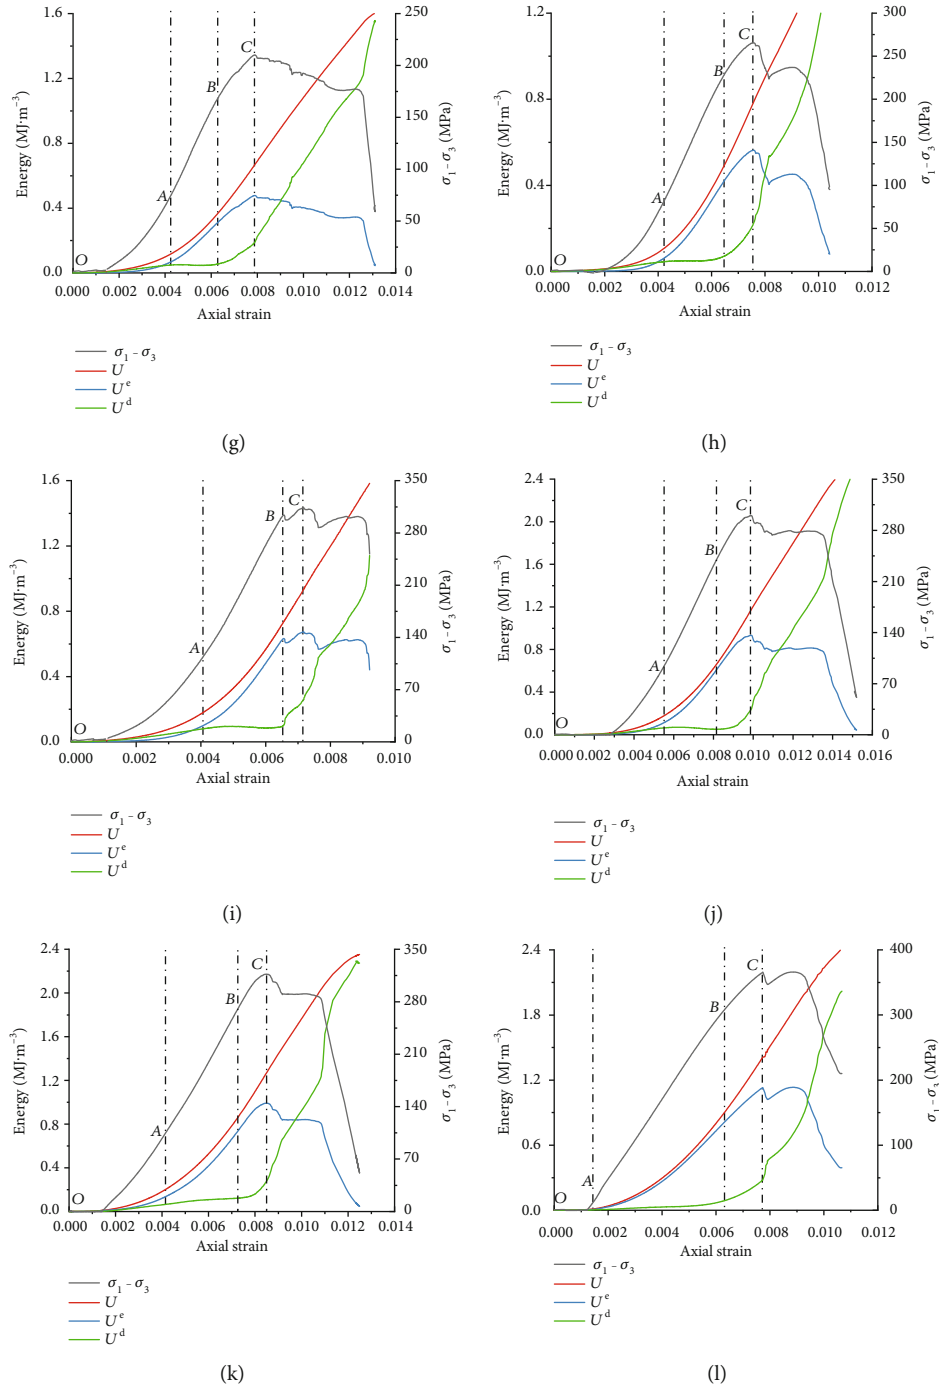 1.6
1.2
0.8
0.4
0.0
250
200
150
100
50
0
Energy (MJ·m⁻³)
σ₁ - σ₃ (MPa)
O
A
B
C
0.000 0.002 0.004 0.006 0.008 0.010 0.012 0.014
Axial strain
σ₁ - σ₃
U
Uᵉ
Uᵈ
(g)
1.2
0.8
0.4
0.0
300
250
200
150
100
50
0
Energy (MJ·m⁻³)
σ₁ - σ₃ (MPa)
O
A
B
C
0.000 0.002 0.004 0.006 0.008 0.010 0.012
Axial strain
σ₁ - σ₃
U
Uᵉ
Uᵈ
(h)
1.6
1.2
0.8
0.4
0.0
350
280
210
140
70
0
Energy (MJ·m⁻³)
σ₁ - σ₃ (MPa)
O
A
B
C
0.000 0.002 0.004 0.006 0.008 0.010
Axial strain
σ₁ - σ₃
U
Uᵉ
Uᵈ
(i)
2.4
2.0
1.6
1.2
0.8
0.4
0.0
350
280
210
140
70
0
Energy (MJ·m⁻³)
σ₁ - σ₃ (MPa)
O
A
B
C
0.000 0.002 0.004 0.006 0.008 0.010 0.012 0.014 0.016
Axial strain
σ₁ - σ₃
U
Uᵉ
Uᵈ
(j)
2.4
2.0
1.6
1.2
0.8
0.4
0.0
350
280
210
140
70
0
Energy (MJ·m⁻³)
σ₁ - σ₃ (MPa)
O
A
B
C
0.000 0.002 0.004 0.006 0.008 0.010 0.012 0.014
Axial strain
σ₁ - σ₃
U
Uᵉ
Uᵈ
(k)
2.4
1.8
1.2
0.6
0.0
400
300
200
100
0
Energy (MJ·m⁻³)
σ₁ - σ₃ (MPa)
O
A
B
C
0.000 0.002 0.004 0.006 0.008 0.010 0.012
Axial strain
σ₁ - σ₃
U
Uᵉ
Uᵈ
(l)